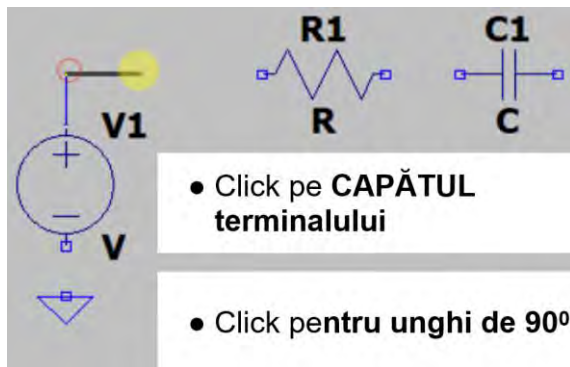 R1
C1
V1
R
C
● Click pe CAPĂTUL
terminalului
V
● Click pentru unghi de 90⁰